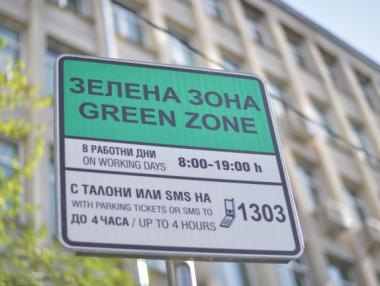 ЗЕЛЕНА ЗОНА
GREEN ZONE
В РАБОТНИ ДНИ
ON WORKING DAYS
8:00-19:00 h
С ТАЛОНИ ИЛИ SMS НА
WITH PARKING TICKETS OR SMS TO
1303
ДО 4 ЧАСА / UP TO 4 HOURS